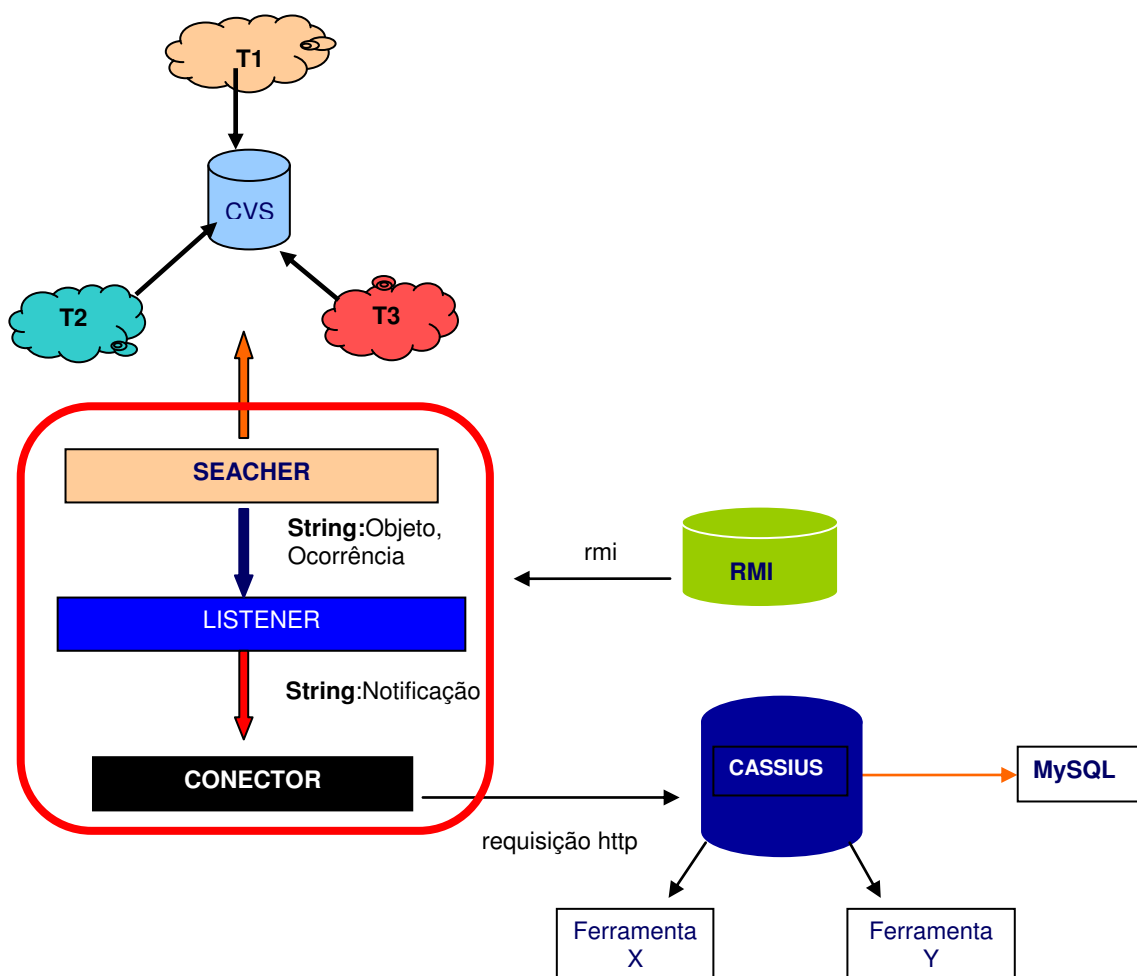 T1
CVS
T2
T3
SEACHER
String:Objeto,
Ocorrência
rmi
RMI
LISTENER
String:Notificação
CONECTOR
CASSIUS
MySQL
requisição http
Ferramenta
X
Ferramenta
Y